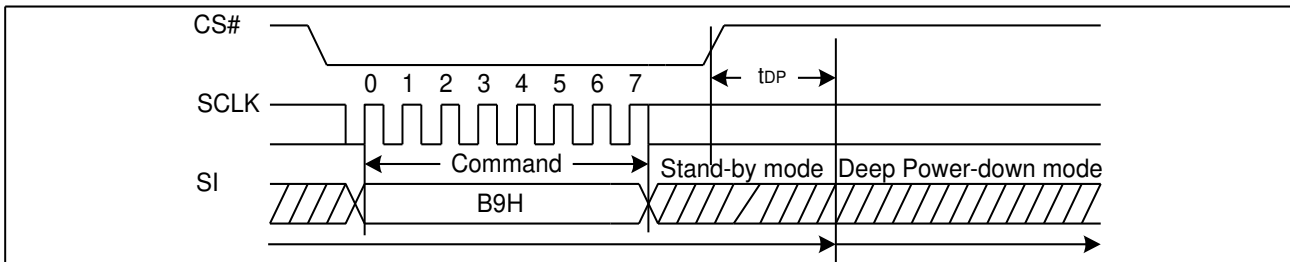 CS#
tDP
0 1 2 3 4 5 6 7
SCLK
Command
Stand-by mode Deep Power-down mode
SI
B9H